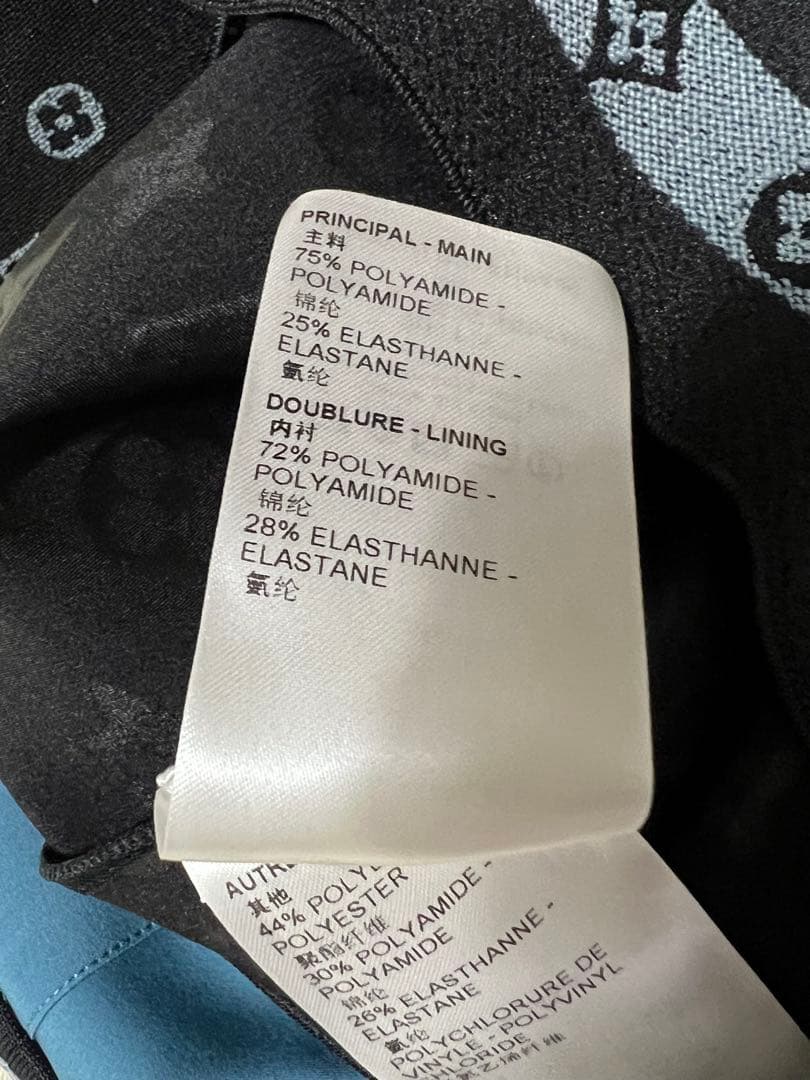 PRINCIPAL - MAIN
主料
75% POLYAMIDE -
POLYAMIDE
锦纶
25% ELASTHANNE -
ELASTANE
氨纶
DOUBLURE - LINING
内衬
72% POLYAMIDE -
POLYAMIDE
锦纶
28% ELASTHANNE -
ELASTANE
氨纶
其他
44%
POLYESTER
聚酯纤维
30% POLYAMIDE -
POLYAMIDE
锦纶
26% ELASTHANNE -
ELASTANE
氨纶
POLYCHLORURE DE
VINYLE - POLYVINYL
CHLORIDE